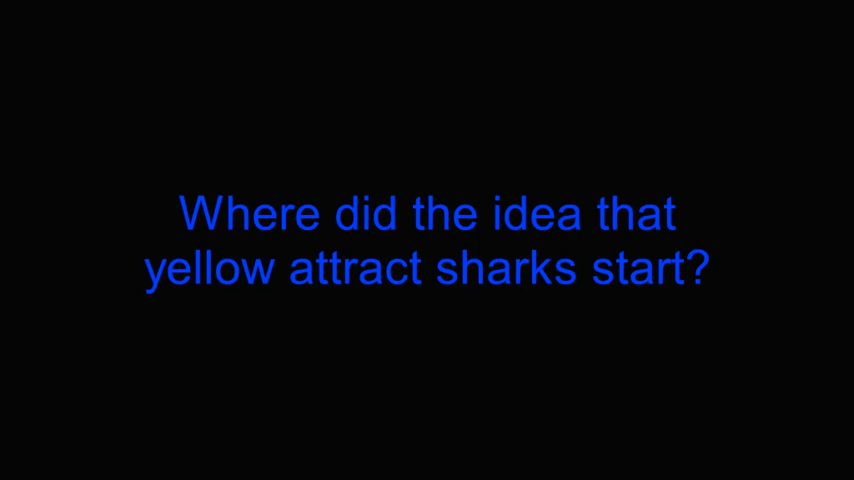 Where did the idea that
yellow attract sharks start?